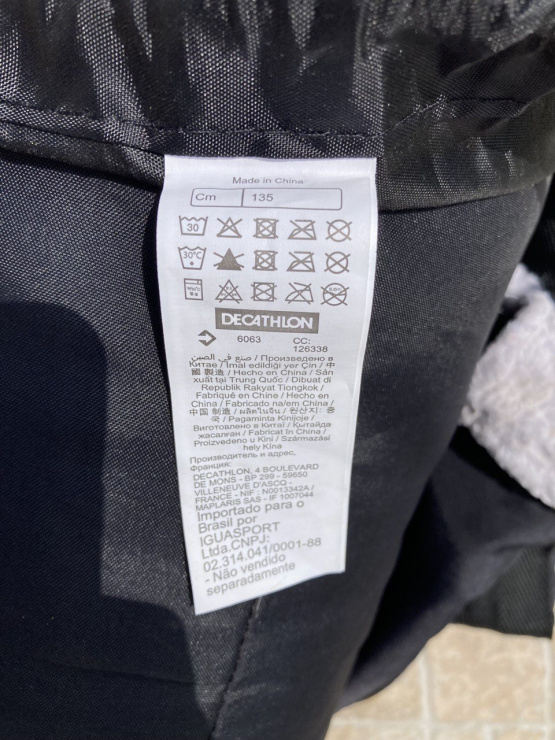 Made in China
Cm 135
30
30°C
DECATHLON
6063 CC:
126338
صنع في الصين / Произведено в
Китае / İmal edildiği yer Çin / 中
國製造 / Hecho en China / Sản
xuất tại Trung Quốc / Dibuat di
Republik Rakyat Tiongkok /
Fabriqué en Chine / Hecho en
China / Fabricado na/em China /
中国制造 / ผลิตในจีน / 원산지: 중
국 / Pagaminta Kinijoje /
Виготовлено в Китаї / Кытайда
жасалған / Fabricat în China /
Proizvedeno u Kini / Származási
hely Kína
Производитель и адрес,
Франция:
DECATHLON, 4 BOULEVARD
DE MONS - BP 299 - 59650
VILLENEUVE D'ASCQ -
FRANCE - NIF : N0013342A /
MAPLARIS SAS - IF 1007044
Importado para o
Brasil por
IGUASPORT
Ltda.CNPJ:
02.314.041/0001-88
- Não vendido
separadamente